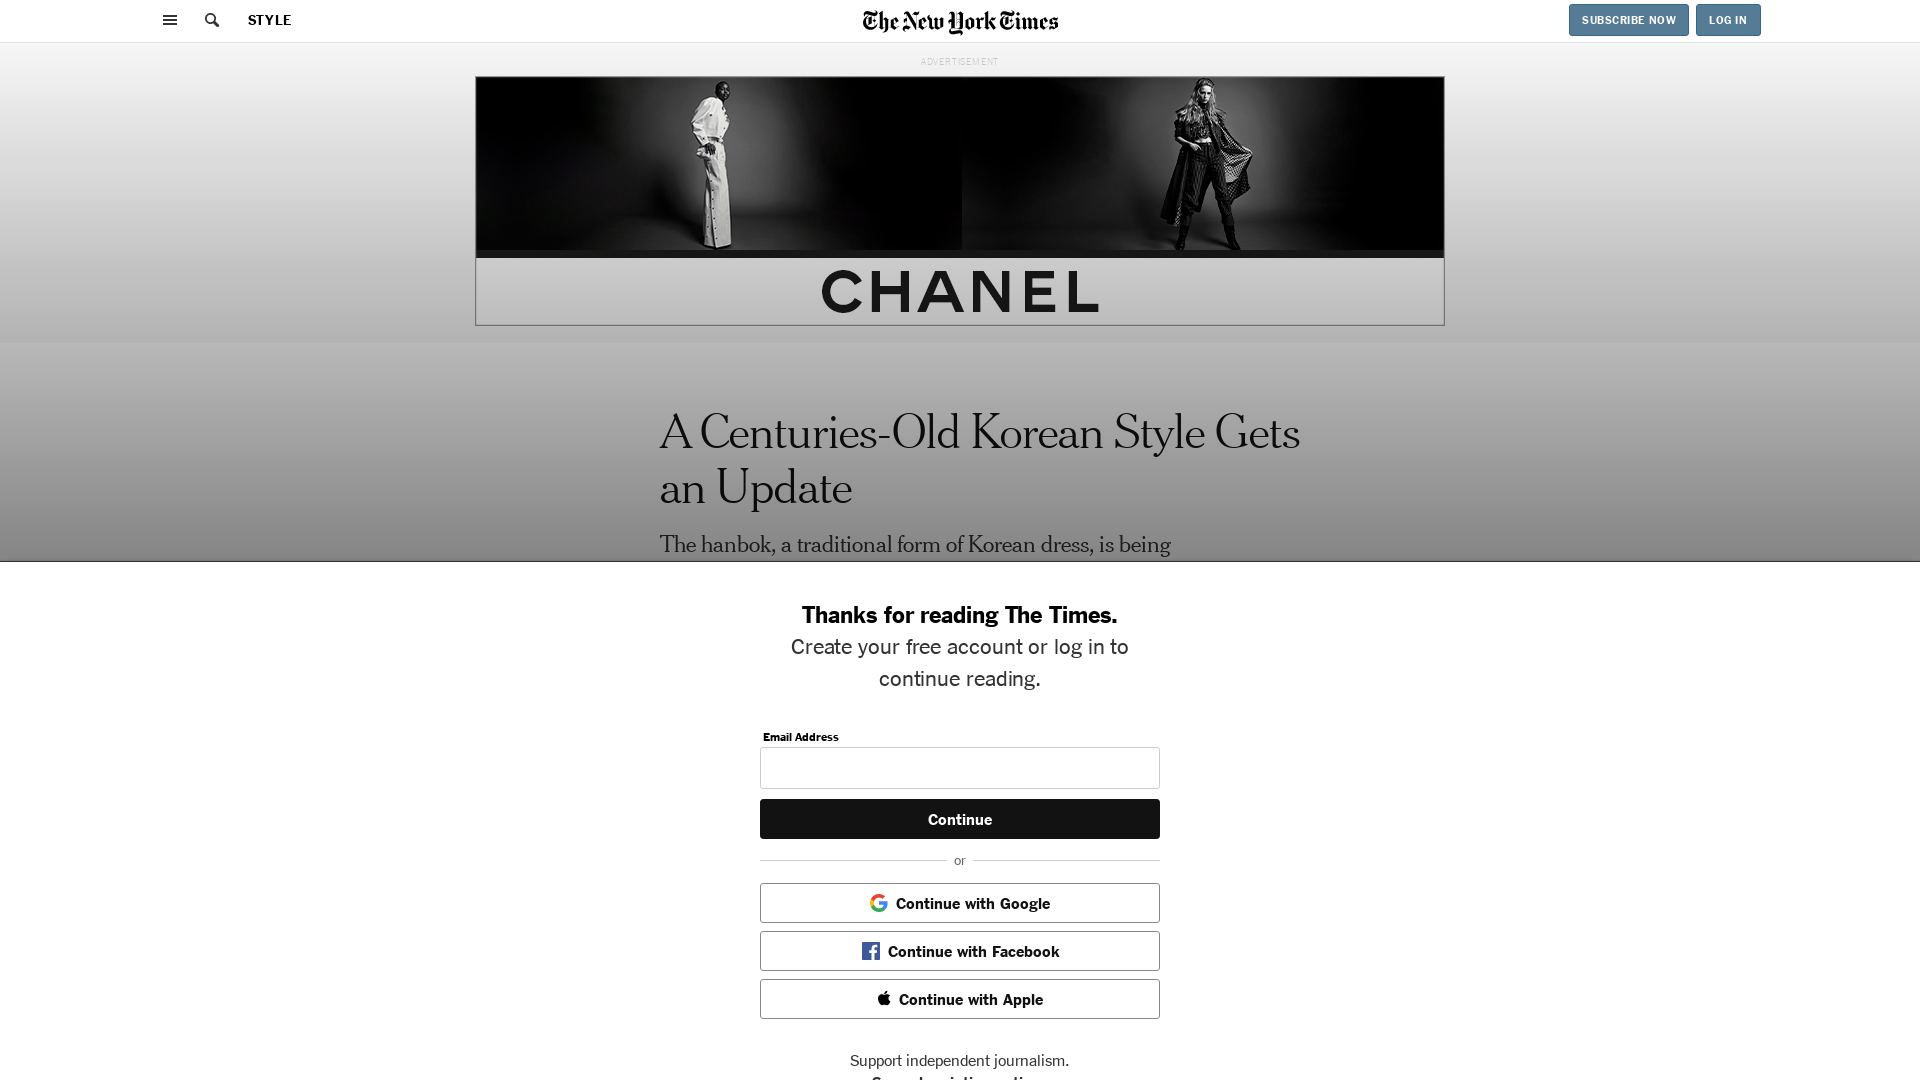 STYLE
The New York Times
SUBSCRIBE NOW
LOG IN
ADVERTISEMENT
CHANEL
A Centuries-Old Korean Style Gets
an Update
The hanbok, a traditional form of Korean dress, is being
Thanks for reading The Times.
Create your free account or log in to
continue reading.
Email Address
Continue
or
Continue with Google
Continue with Facebook
Continue with Apple
Support independent journalism.